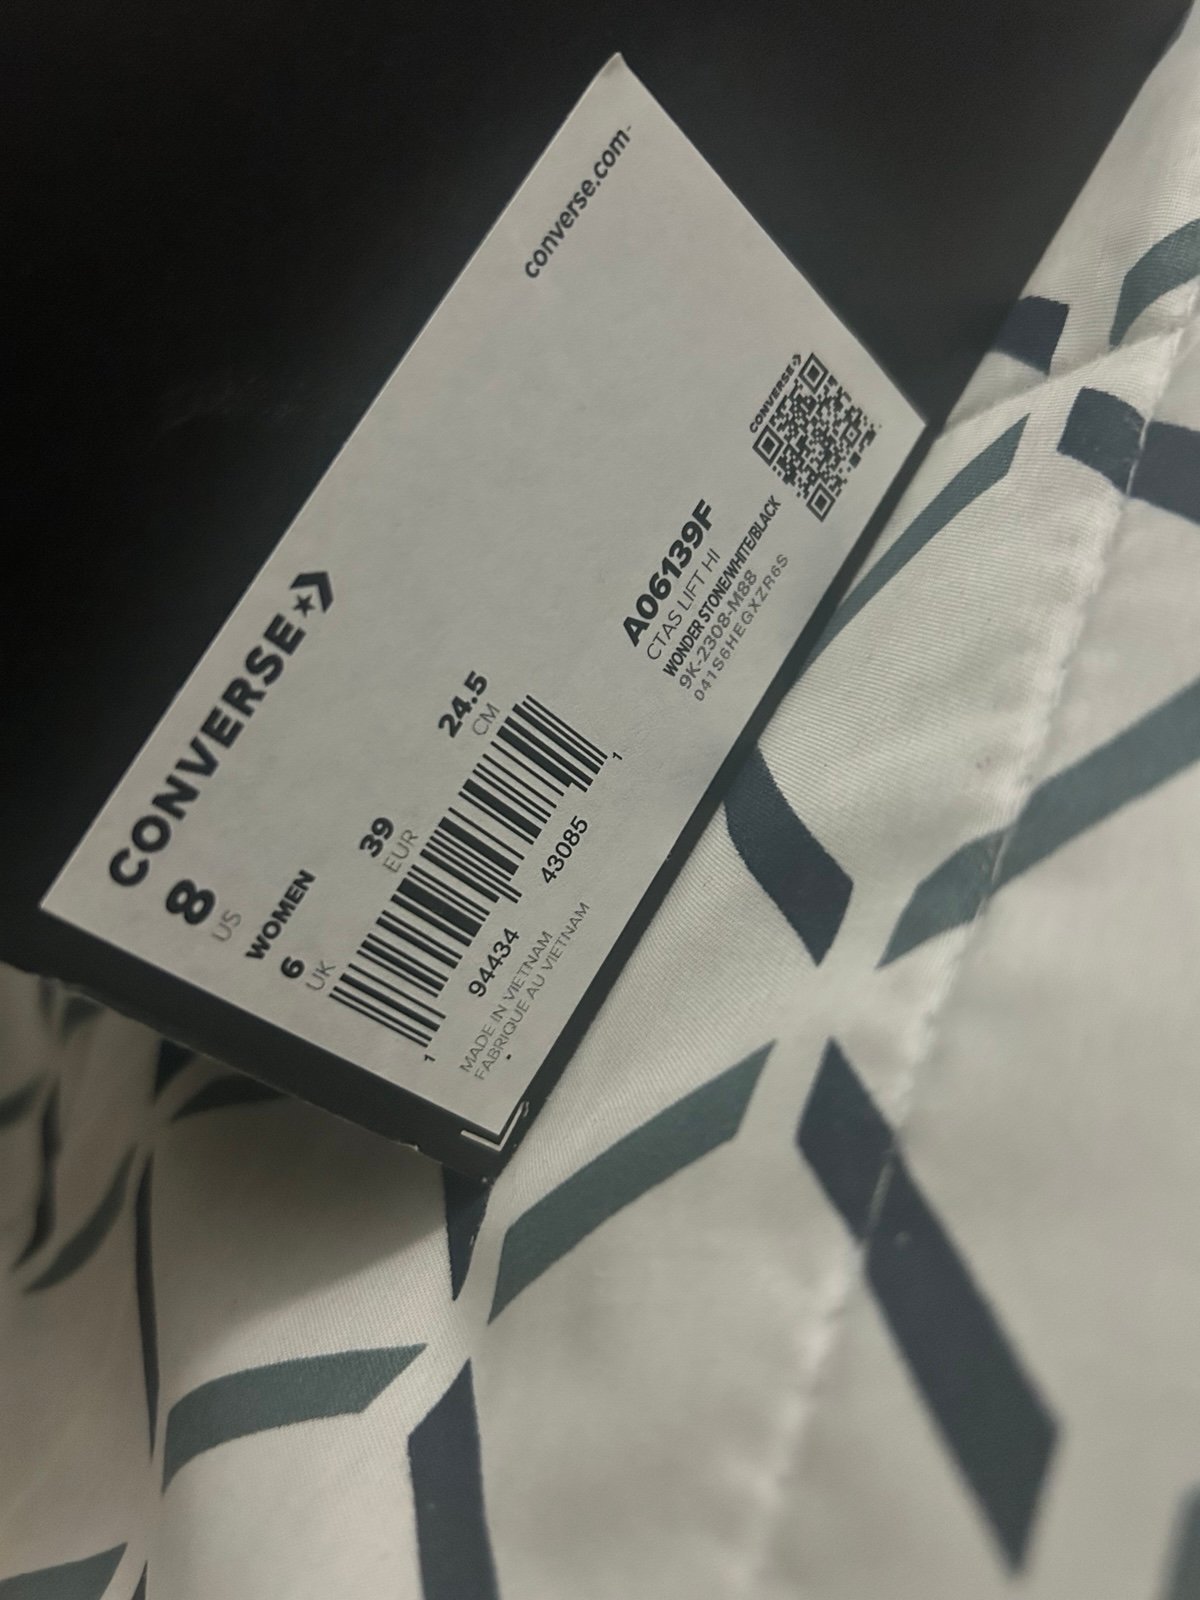 converse.com
CONVERSE
8
US
WOMEN
6
UK
39
EUR
24.5
CM
1
94434
43085
1
MADE IN VIETNAM
FABRIQUE AU VIETNAM
A06139F
CTAS LIFT HI
WONDER STONE/WHITE/BLACK
9K-2308-M88
041S6HEGXZR6S
CONVERSE